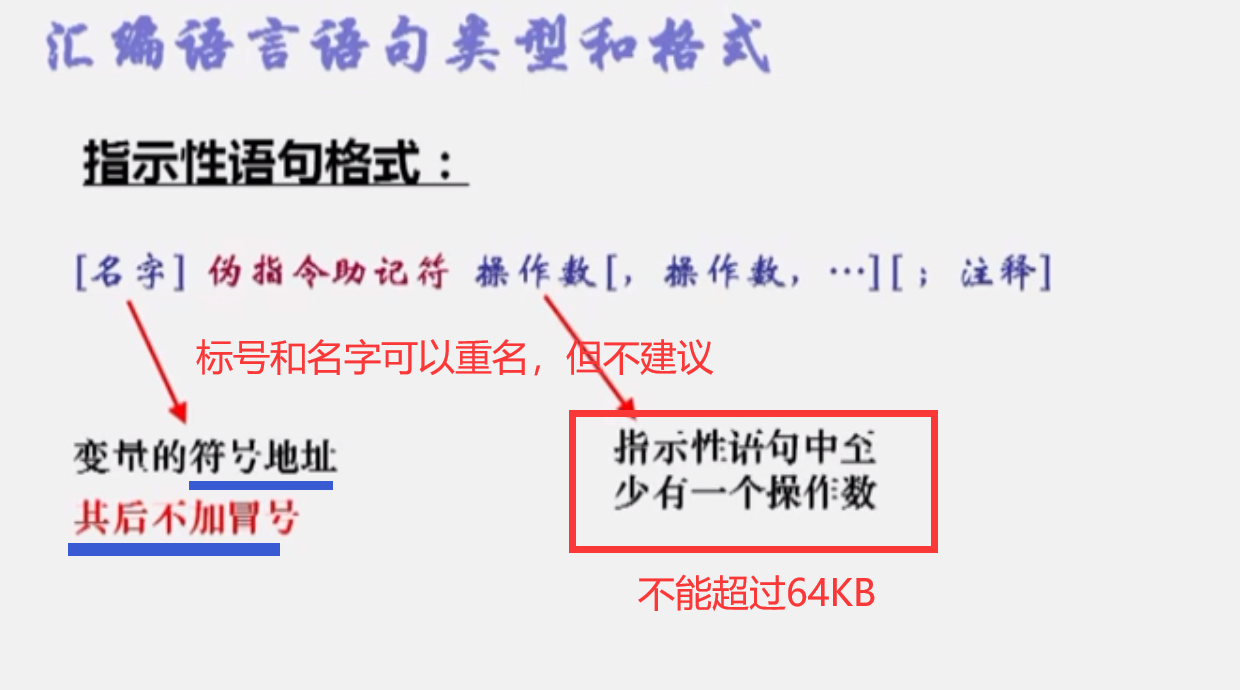 汇编语言语句类型和格式
指示性语句格式：
[名字] 伪指令助记符 操作数[，操作数，…][；注释]
标号和名字可以重名，但不建议
变量的符号地址
其后不加冒号
指示性语句中至
少有一个操作数
不能超过64KB